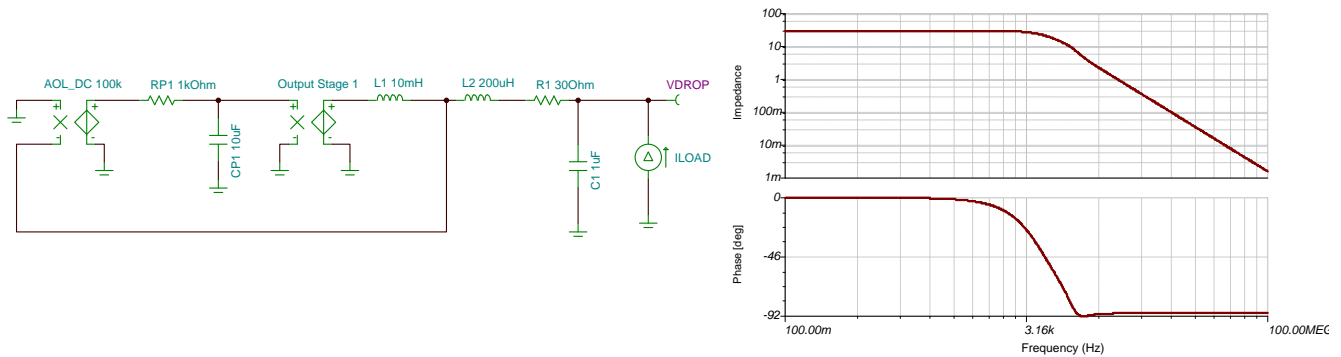 AOL_DC 100k
RP1 1kOhm
CP1 10uF
Output Stage 1
L1 10mH
L2 200uH
R1 30Ohm
VDROP
C1 1uF
ILOAD
+
-
+
-
+
-
+
-
Impedance
100
10
1
100m
10m
1m
Phase [deg]
0
-46
-92
100.00m
3.16k
100.00MEG
Frequency (Hz)